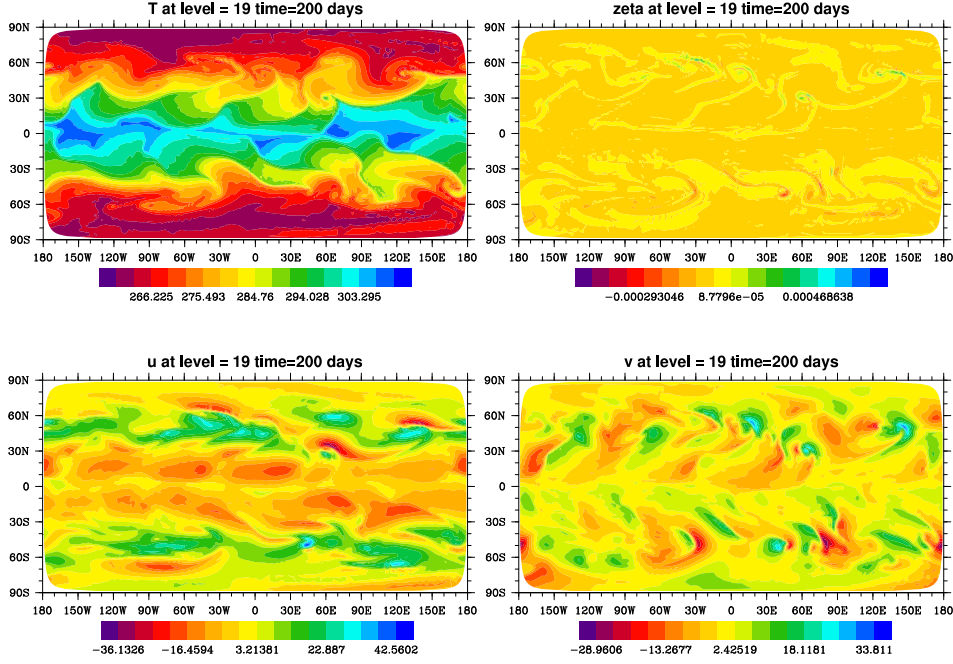 T at level = 19 time=200 days
90N
60N
30N
0
30S
60S
90S
180 150W 120W 90W 60W 30W 0 30E 60E 90E 120E 150E 180
266.225 275.493 284.76 294.028 303.295
zeta at level = 19 time=200 days
90N
60N
30N
0
30S
60S
90S
180 150W 120W 90W 60W 30W 0 30E 60E 90E 120E 150E 180
−0.000293046 8.7796e−05 0.000468638
u at level = 19 time=200 days
90N
60N
30N
0
30S
60S
90S
180 150W 120W 90W 60W 30W 0 30E 60E 90E 120E 150E 180
−36.1326 −16.4594 3.21381 22.887 42.5602
v at level = 19 time=200 days
90N
60N
30N
0
30S
60S
90S
180 150W 120W 90W 60W 30W 0 30E 60E 90E 120E 150E 180
−28.9606 −13.2677 2.42519 18.1181 33.811